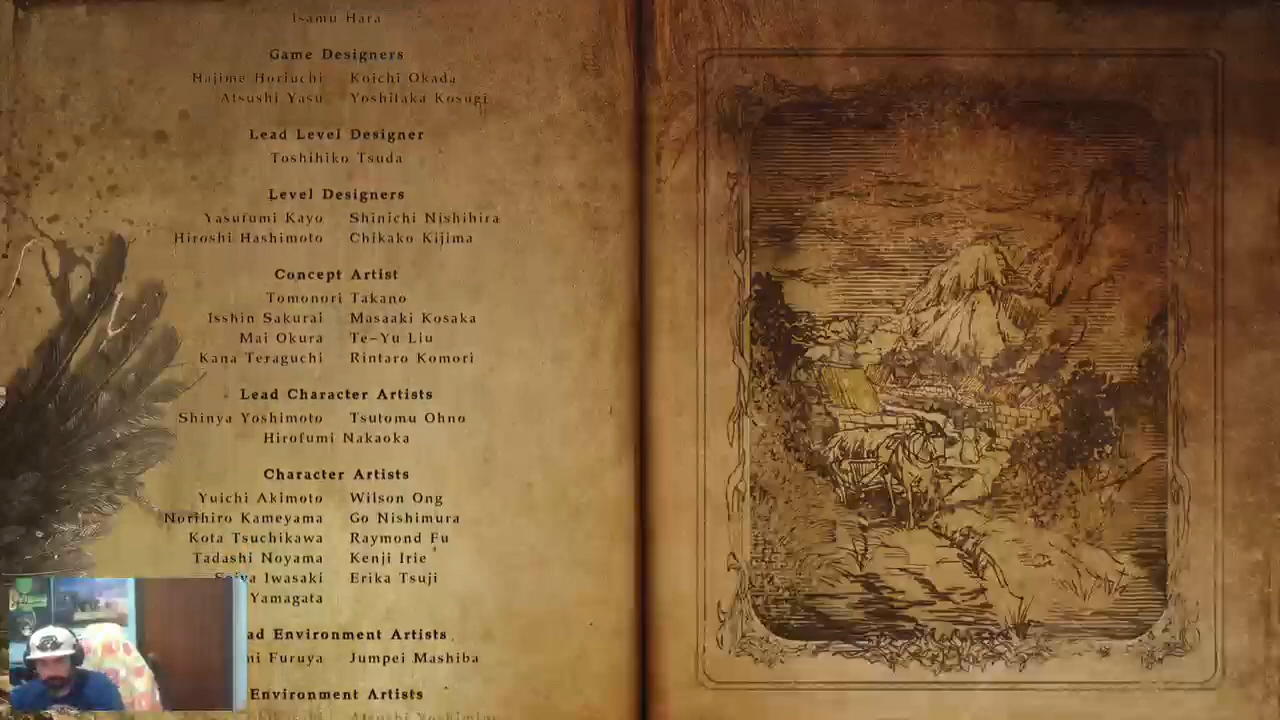 Isamu Hara
Game Designers
Hajime Horiuchi Koichi Okada
Atsushi Yasu Yoshitaka Kosugi
Lead Level Designer
Toshihiko Tsuda
Level Designers
Yasufumi Kayo Shinichi Nishihira
Hiroshi Hashimoto Chikako Kijima
Concept Artist
Tomonori Takano
Isshin Sakurai Masaaki Kosaka
Mai Okura Te-Yu Liu
Kana Teraguchi Rintaro Komori
Lead Character Artists
Shinya Yoshimoto Tsutomu Ohno
Hirofumi Nakaoka
Character Artists
Yuichi Akimoto Wilson Ong
Norihiro Kameyama Go Nishimura
Kota Tsuchikawa Raymond Fu
Tadashi Noyama Kenji Irie
Iwasaki Erika Tsuji
Yamagata
Environment Artists
Furuya Jumpei Mashiba
Environment Artists